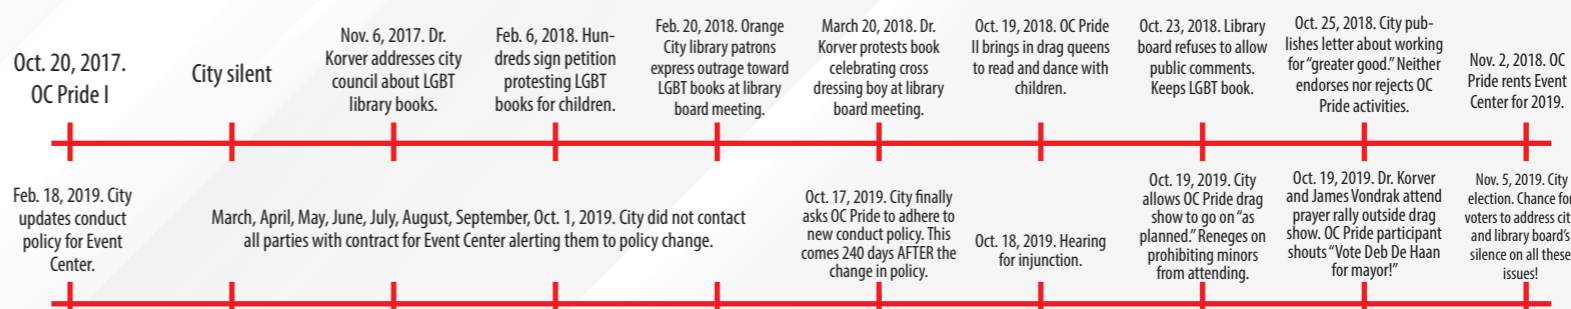 Oct. 20, 2017.
OC Pride I
City silent
Nov. 6, 2017. Dr.
Korver addresses city
council about LGBT
library books.
Feb. 6, 2018. Hun-
dreds sign petition
protesting LGBT
books for children.
Feb. 20, 2018. Orange
City library patrons
express outrage toward
LGBT books at library
board meeting.
March 20, 2018. Dr.
Korver protests book
celebrating cross
dressing boy at library
board meeting.
Oct. 19, 2018. OC Pride
II brings in drag queens
to read and dance with
children.
Oct. 23, 2018. Library
board refuses to allow
public comments.
Keeps LGBT book.
Oct. 25, 2018. City pub-
lishes letter about working
for “greater good.” Neither
endorses nor rejects OC
Pride activities.
Nov. 2, 2018. OC
Pride rents Event
Center for 2019.
Feb. 18, 2019. City
updates conduct
policy for Event
Center.
March, April, May, June, July, August, September, Oct. 1, 2019. City did not contact
all parties with contract for Event Center alerting them to policy change.
Oct. 17, 2019. City finally
asks OC Pride to adhere to
new conduct policy. This
comes 240 days AFTER the
change in policy.
Oct. 18, 2019. Hearing
for injunction.
Oct. 19, 2019. City
allows OC Pride drag
show to go on “as
planned.” Reneges on
prohibiting minors
from attending.
Oct. 19, 2019. Dr. Korver
and James Vondrak attend
prayer rally outside drag
show. OC Pride participant
shouts “Vote Deb De Haan
for mayor!”
Nov. 5, 2019. City
election. Chance for
voters to address cit
and library board’s
silence on all these
issues!